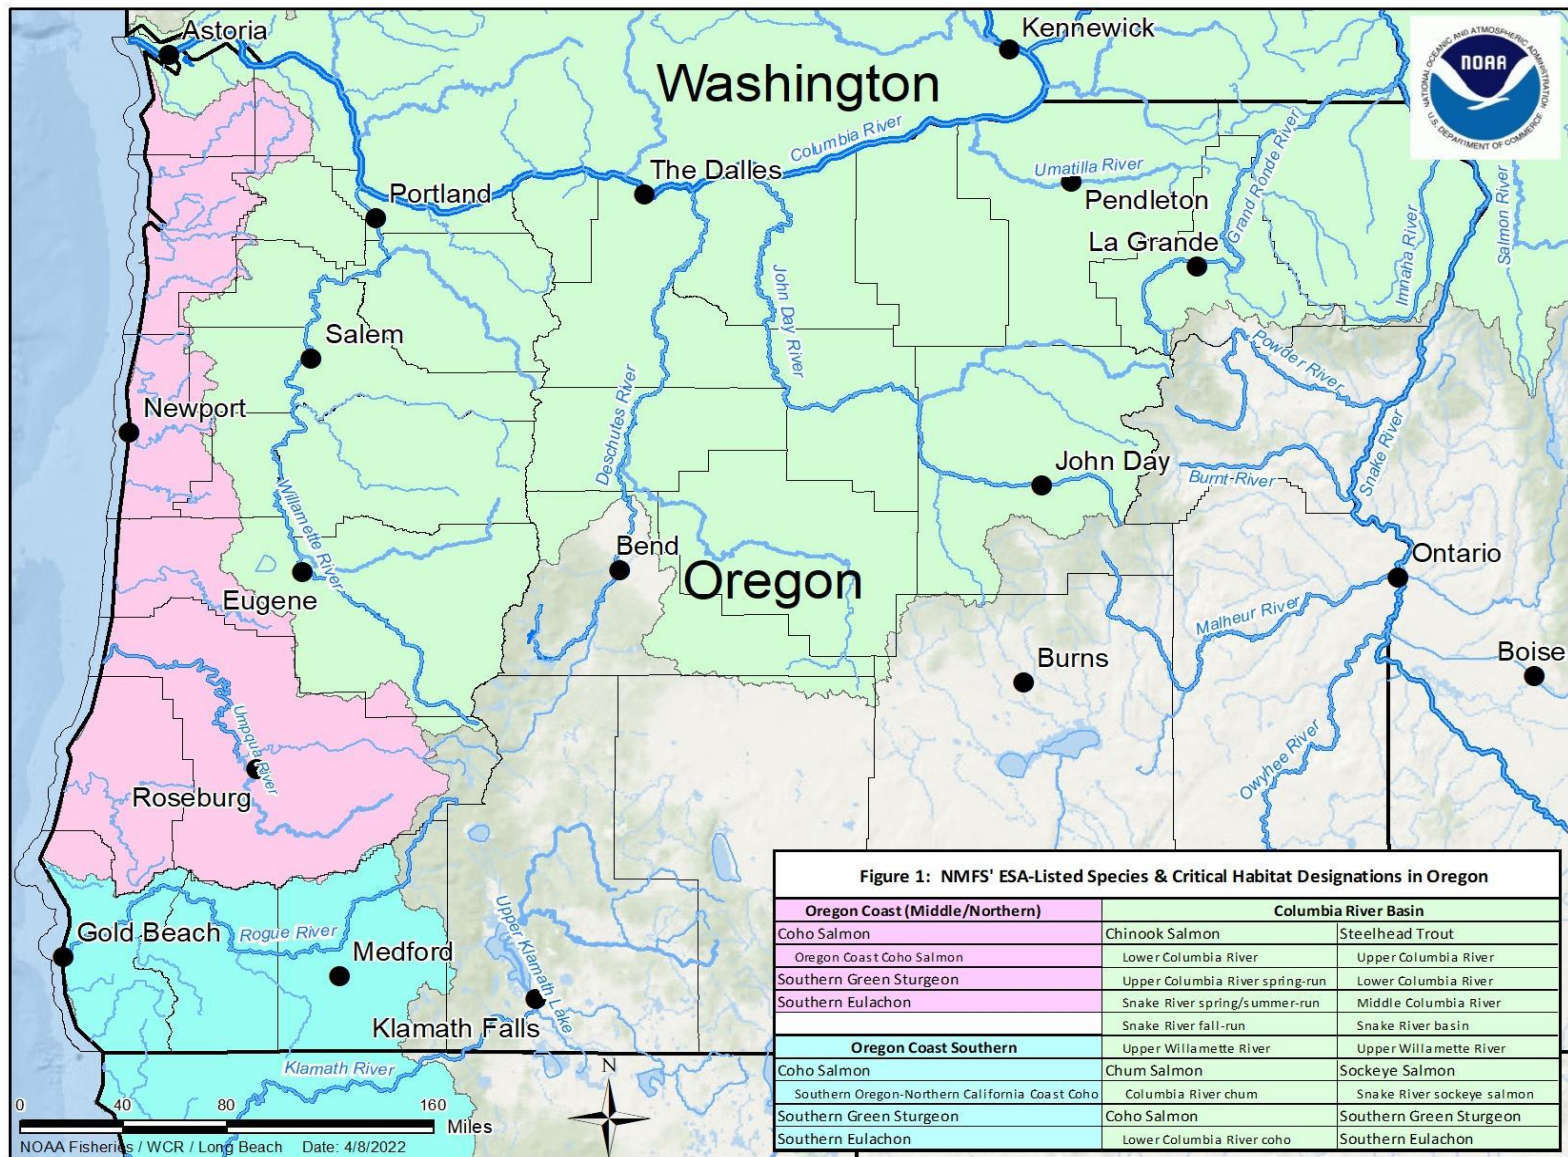 Astoria
Kennewick
Washington
NATIONAL OCEANIC AND ATMOSPHERIC ADMINISTRATION
NOAA
U.S. DEPARTMENT OF COMMERCE
Columbia River
The Dalles
Umatilla River
Pendleton
Grand Ronde River
Salmon River
Portland
La Grande
Imnaha River
John Day River
Salem
Powder River
Newport
Deschutes River
John Day
Burnt River
Snake River
Willamette River
Bend
Oregon
Ontario
Eugene
Malheur River
Burns
Boise
Umpqua River
Owyhee River
Roseburg
Gold Beach
Rogue River
Medford
Upper Klamath Lake
Klamath Falls
Klamath River
N
0 40 80 160
Miles
NOAA Fisheries / WCR / Long Beach Date: 4/8/2022
Figure 1: NMFS' ESA-Listed Species & Critical Habitat Designations in Oregon
Oregon Coast (Middle/Northern) Columbia River Basin
Coho Salmon Chinook Salmon Steelhead Trout
Oregon Coast Coho Salmon Lower Columbia River Upper Columbia River
Southern Green Sturgeon Upper Columbia River spring-run Lower Columbia River
Southern Eulachon Snake River spring/summer-run Middle Columbia River
Snake River fall-run Snake River basin
Oregon Coast Southern Upper Willamette River Upper Willamette River
Coho Salmon Chum Salmon Sockeye Salmon
Southern Oregon-Northern California Coast Coho Columbia River chum Snake River sockeye salmon
Southern Green Sturgeon Coho Salmon Southern Green Sturgeon
Southern Eulachon Lower Columbia River coho Southern Eulachon